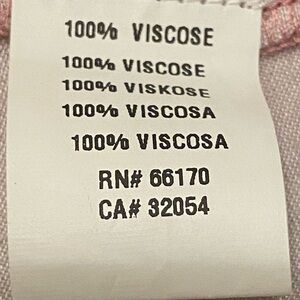 100% VISCOSE
100% VISCOSE
100% VISKOSE
100% VISCOSA
100% VISCOSA
RN# 66170
CA# 32054